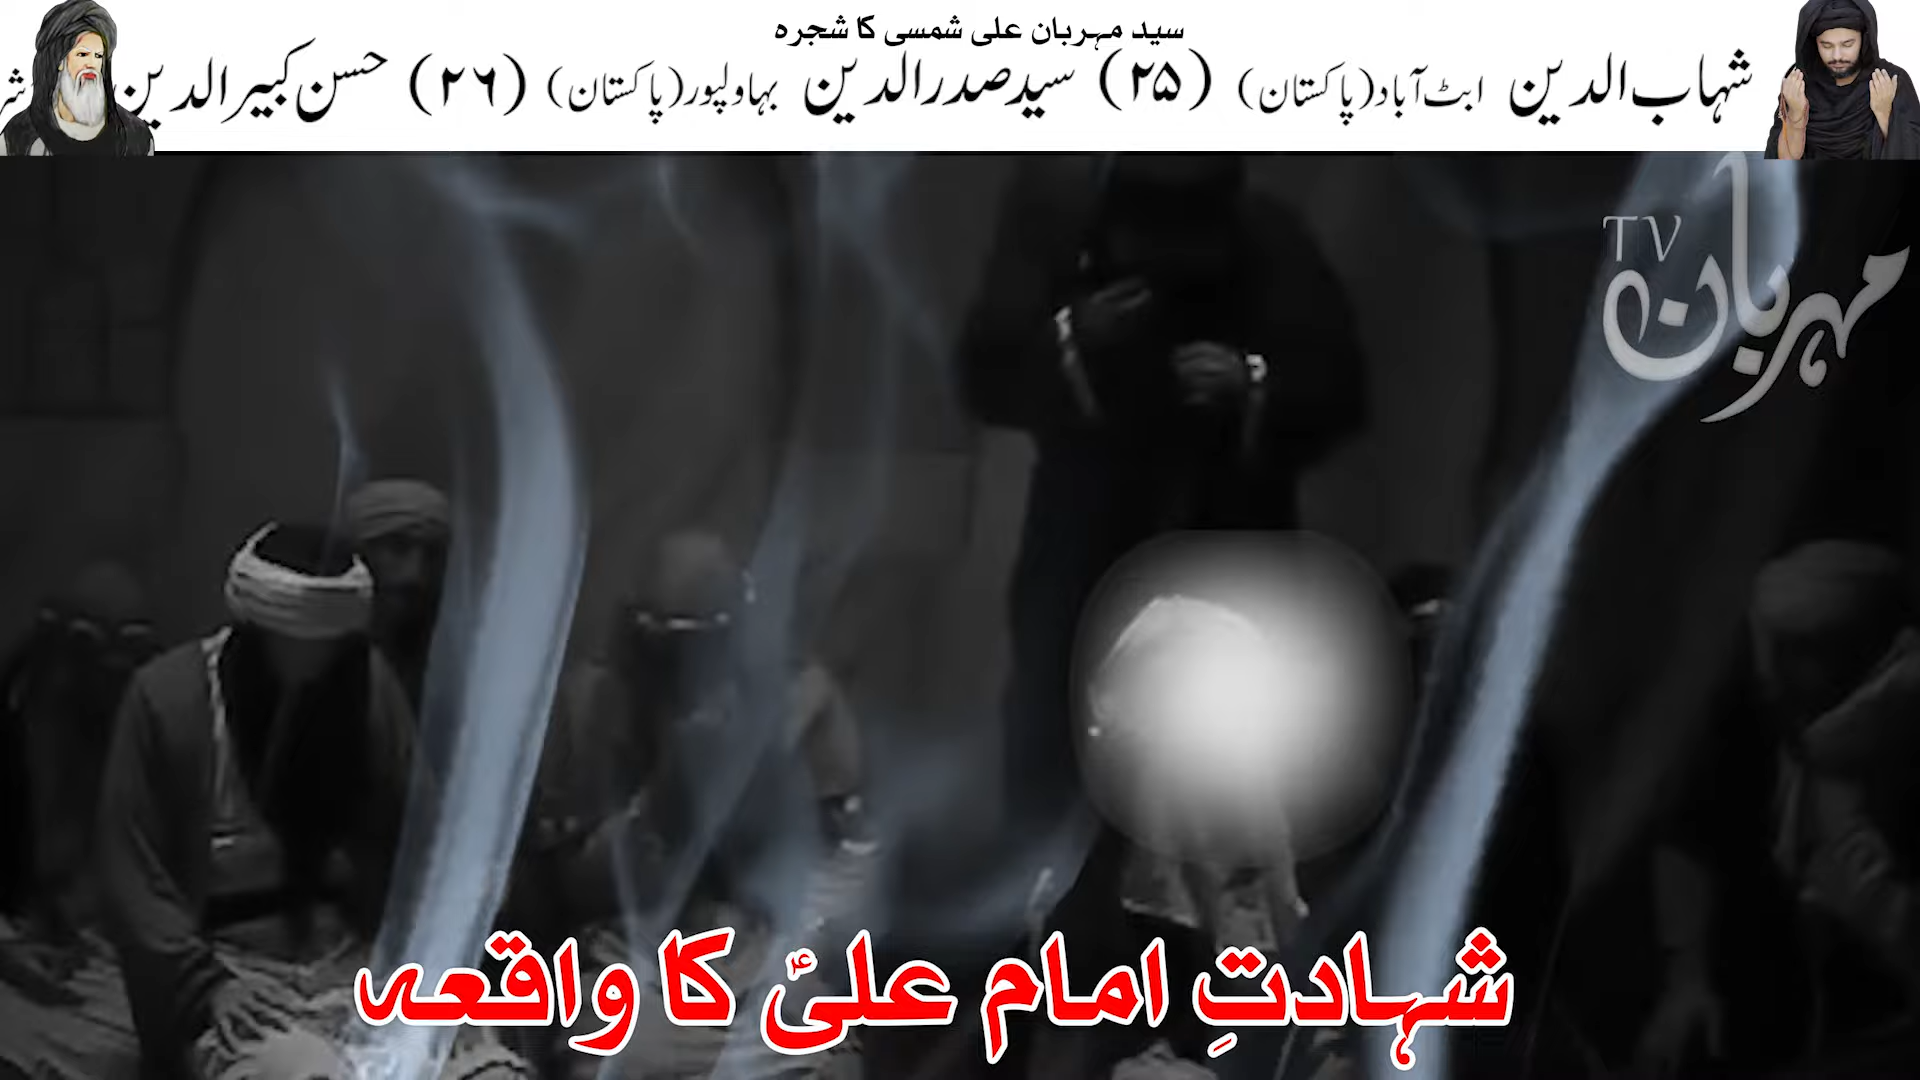 سید مہربان علی شمسی کا شجرہ
شہاب الدین ایبٹ آباد (پاکستان) (۲۵) سید صدرالدین بہاولپور (پاکستان) (۲۶) حسن کبیرالدین
TV
مہربان
شہادتِ امام علیؑ کا واقعہ